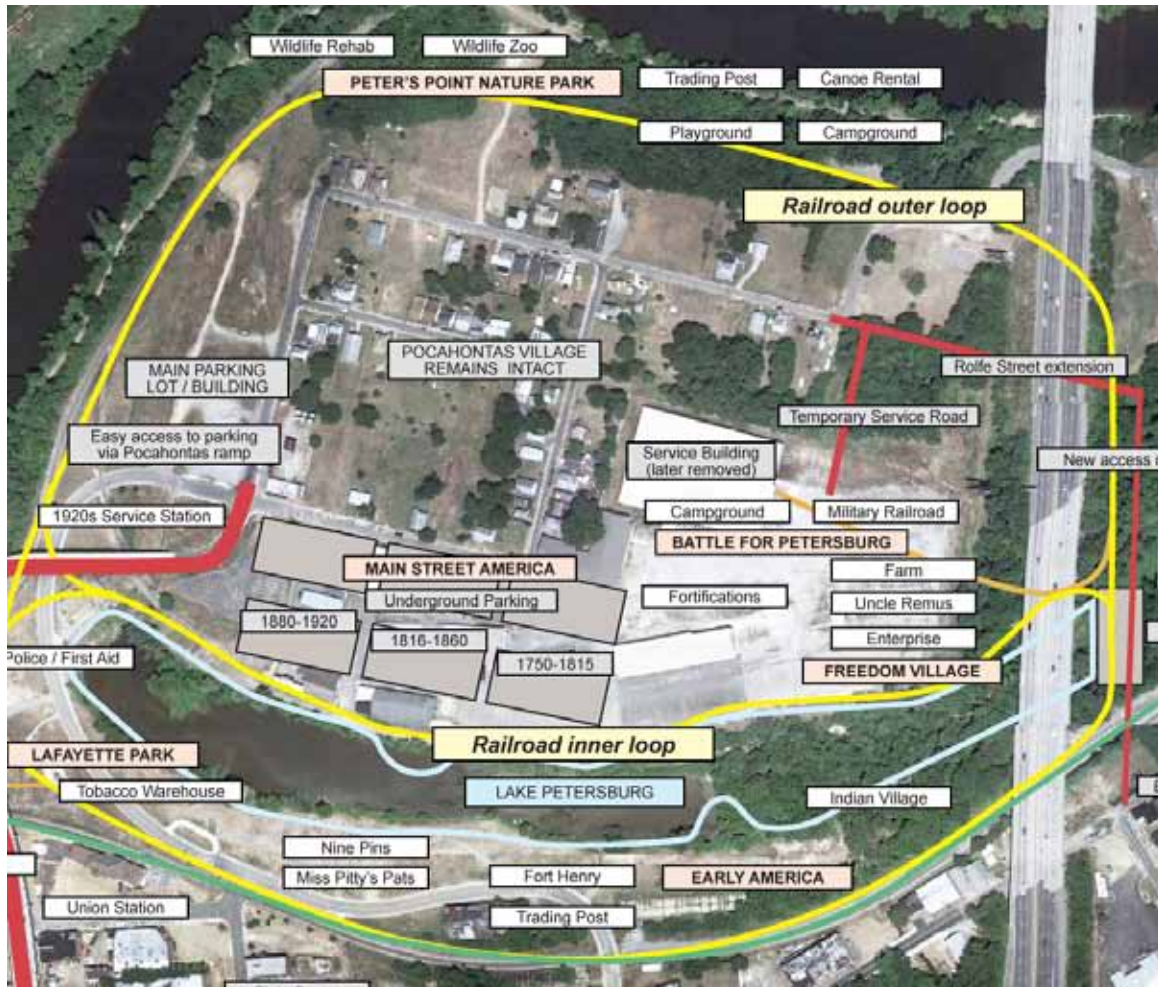 Wildlife Rehab
Wildlife Zoo
PETER'S POINT NATURE PARK
Trading Post
Canoe Rental
Playground
Campground
Railroad outer loop
POCAHONTAS VILLAGE
REMAINS INTACT
MAIN PARKING
LOT / BUILDING
Rolfe Street extension
Temporary Service Road
Easy access to parking
via Pocahontas ramp
Service Building
(later removed)
New access
1920s Service Station
Campground
Military Railroad
BATTLE FOR PETERSBURG
MAIN STREET AMERICA
Farm
Underground Parking
Fortifications
Uncle Remus
1880-1920
1816-1860
Enterprise
Police / First Aid
1750-1815
FREEDOM VILLAGE
Railroad inner loop
LAFAYETTE PARK
Tobacco Warehouse
LAKE PETERSBURG
Indian Village
Nine Pins
Miss Pitty's Pats
Fort Henry
EARLY AMERICA
Union Station
Trading Post